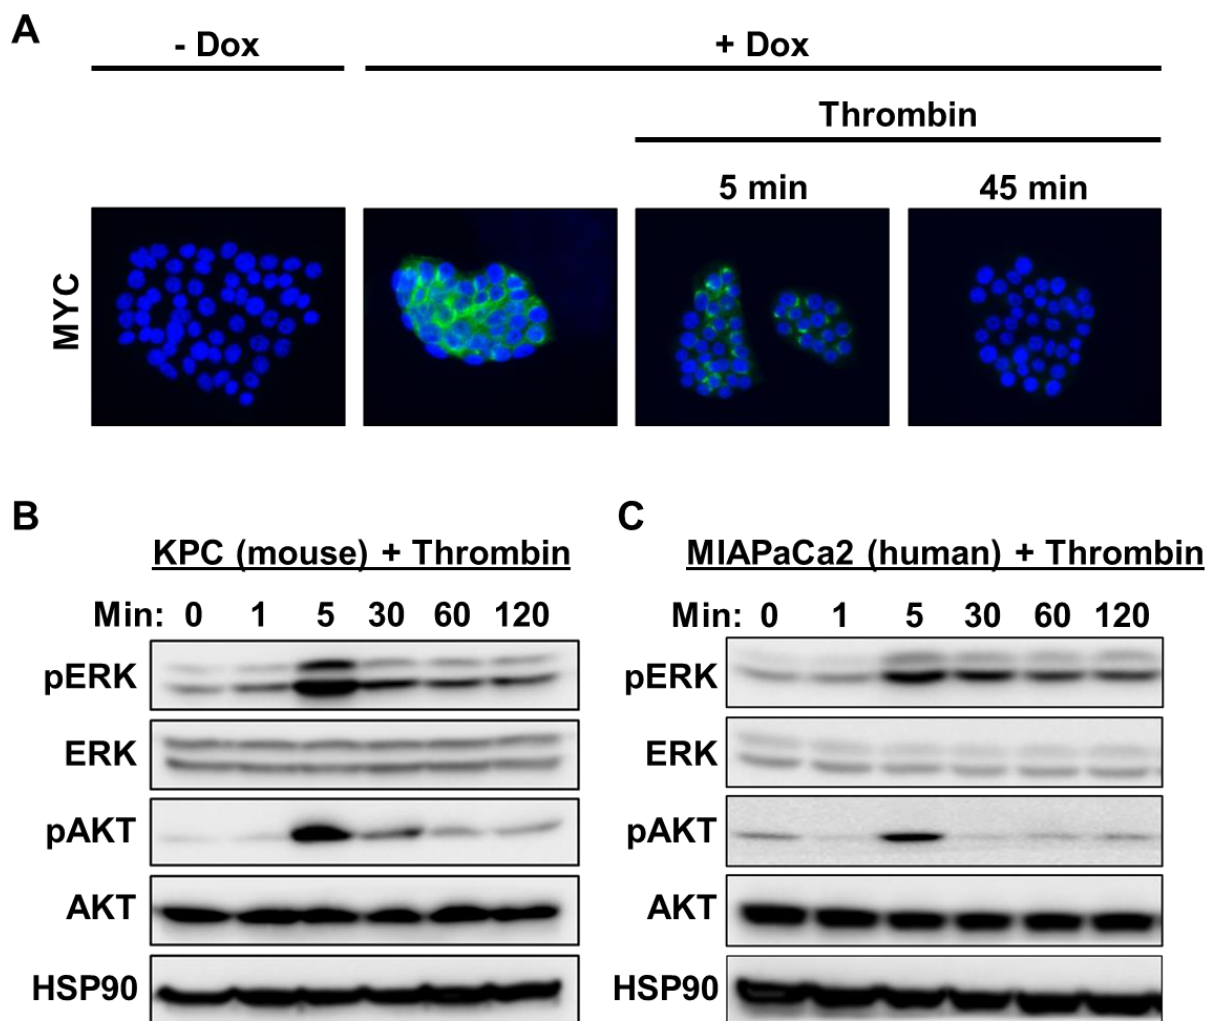 A
- Dox
+ Dox
Thrombin
5 min
45 min
MYC
B
KPC (mouse) + Thrombin
Min: 0 1 5 30 60 120
pERK
ERK
pAKT
AKT
HSP90
C
MIAPaCa2 (human) + Thrombin
Min: 0 1 5 30 60 120
pERK
ERK
pAKT
AKT
HSP90